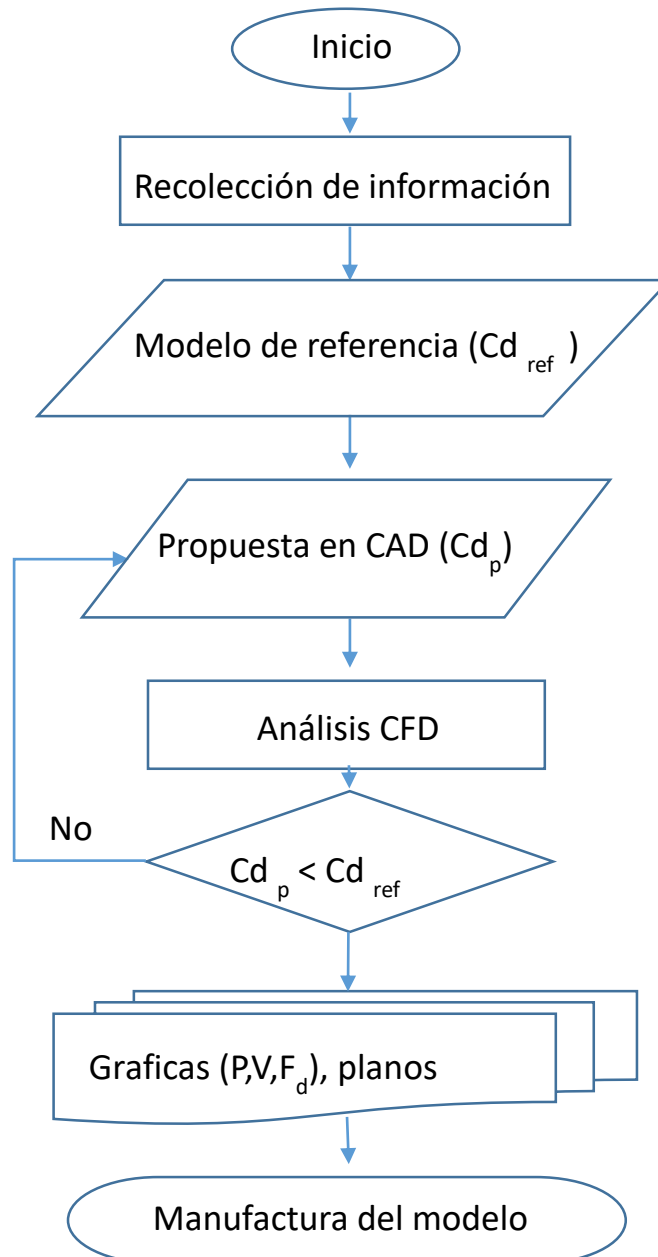 Inicio
Recolección de información
Modelo de referencia (Cd ref )
Propuesta en CAD (Cdp)
Análisis CFD
No
Cd p < Cd ref
Graficas (P,V,Fd), planos
Manufactura del modelo